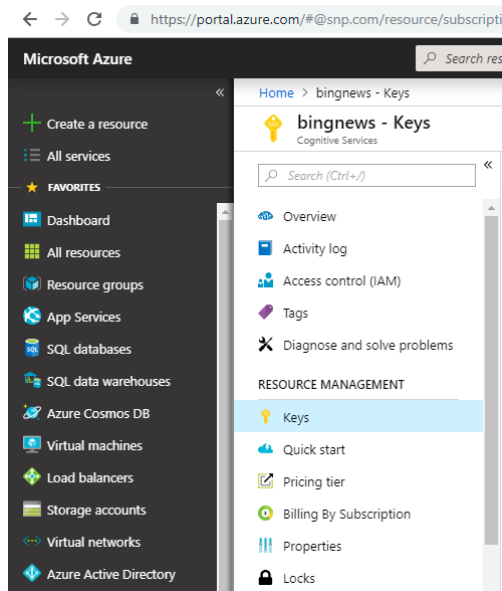 https://portal.azure.com/#@snp.com/resource/subscripti
Microsoft Azure
Search res
Home > bingnews - Keys
bingnews - Keys
Cognitive Services
Search (Ctrl+/)
Create a resource
All services
FAVORITES
Dashboard
All resources
Resource groups
App Services
SQL databases
SQL data warehouses
Azure Cosmos DB
Virtual machines
Load balancers
Storage accounts
Virtual networks
Azure Active Directory
Overview
Activity log
Access control (IAM)
Tags
Diagnose and solve problems
RESOURCE MANAGEMENT
Keys
Quick start
Pricing tier
Billing By Subscription
Properties
Locks